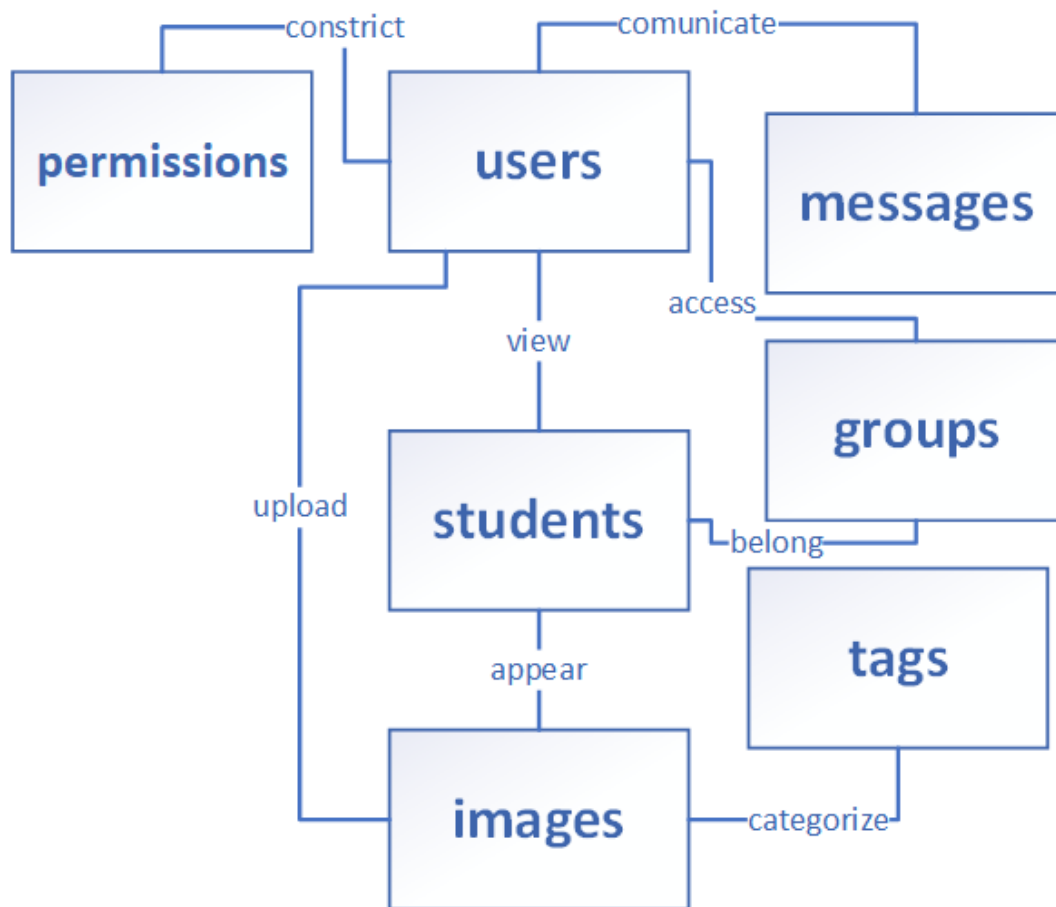 constrict
comunicate
permissions
users
messages
access
view
groups
upload
students
belong
tags
appear
images
categorize